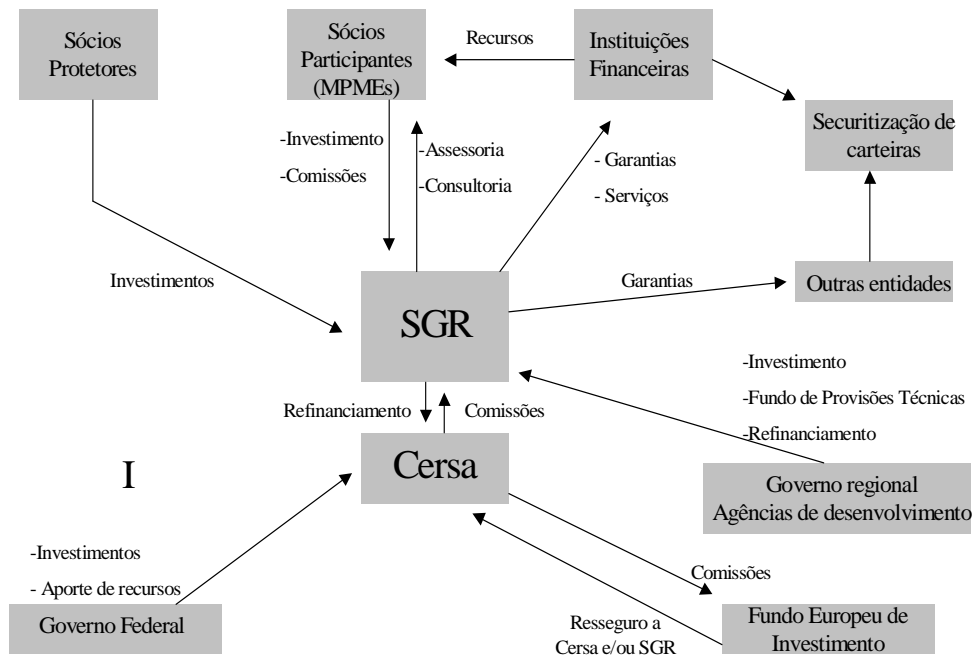 Sócios
Protetores
Sócios
Participantes
(MPMEs)
Recursos
Instituições
Financeiras
Securitização de
carteiras
-Investimento
-Comissões
-Assessoria
-Consultoria
- Garantias
- Serviços
Investimentos
Garantias
Outras entidades
SGR
-Investimento
-Fundo de Provisões Técnicas
-Refinanciamento
Refinanciamento
Comissões
Cersa
I
Governo regional
Agências de desenvolvimento
-Investimentos
- Aporte de recursos
Governo Federal
Comissões
Resseguro a
Cersa e/ou SGR
Fundo Europeu de
Investimento